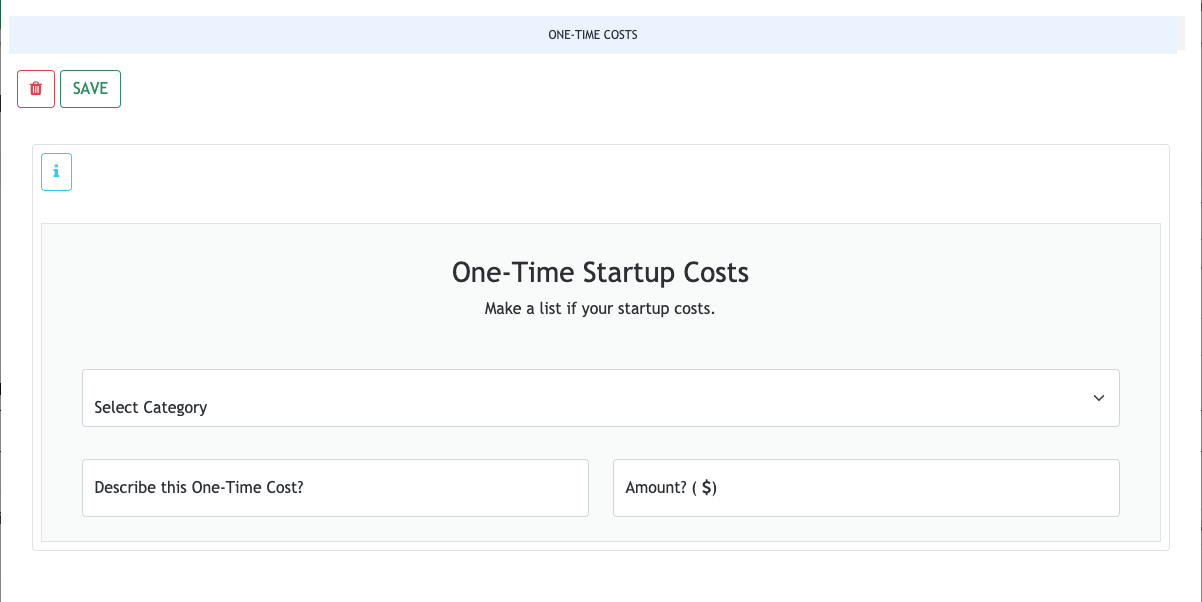 ONE-TIME COSTS
SAVE
One-Time Startup Costs
Make a list if your startup costs.
Select Category
Describe this One-Time Cost?
Amount? ( $)